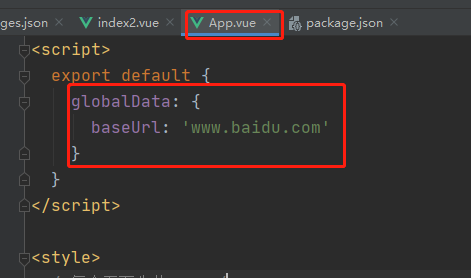 ges.json index2.vue App.vue package.json
<script>
export default {
globalData: {
baseUrl: 'www.baidu.com'
}
}
</script>
<style>